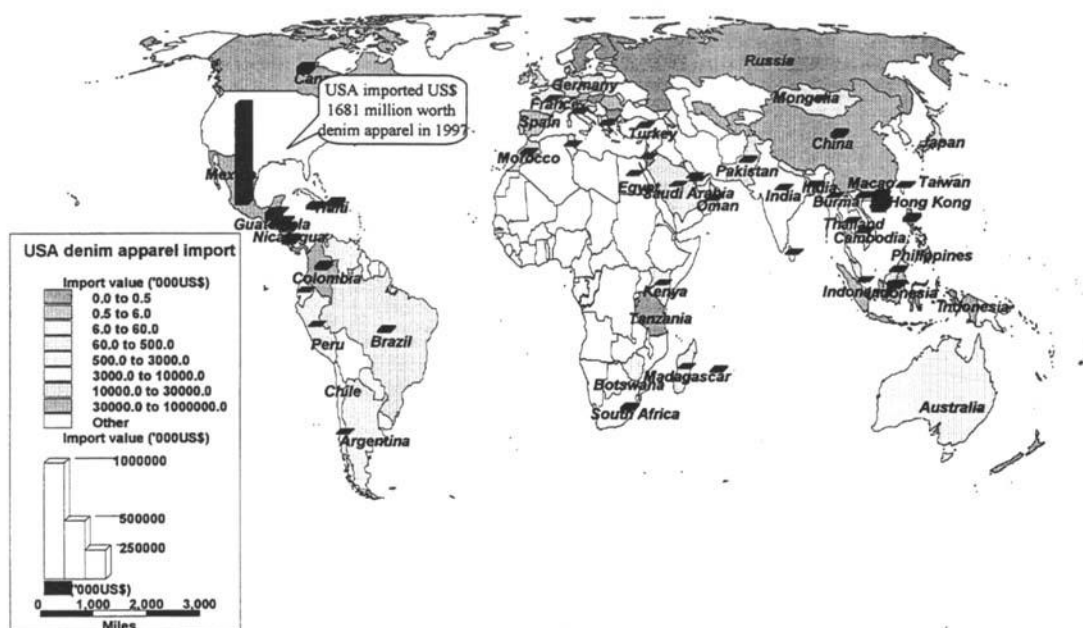 Russia
Germany
Mongolia
USA imported US$
1681 million worth
denim apparel in 1997
France
Spain
Turkey
China
Japan
Mexico
Morocco
Pakistan
Egypt
Saudi Arabia
Oman
India
India
Burma
Macao
Taiwan
Hong Kong
Haiti
Guatemala
Nicaragua
Thailand
Cambodia
Philippines
Colombia
Kenya
Indonesia
Indonesia
Tanzania
Peru
Brazil
Madagascar
Botswana
Chile
South Africa
Australia
Argentina
USA denim apparel import
Import value ('000US$)
0.0 to 0.5
0.5 to 6.0
6.0 to 60.0
60.0 to 500.0
500.0 to 3000.0
3000.0 to 10000.0
10000.0 to 30000.0
30000.0 to 1000000.0
Other
Import value ('000US$)
1000000
500000
250000
('000US$)
0 1,000 2,000 3,000
Miles